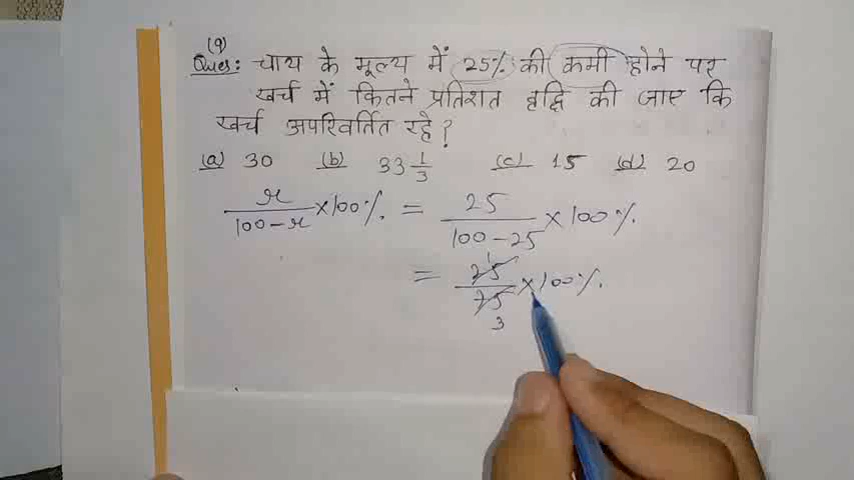 (9)
Ques: चाय के मूल्य में 25% की कमी होने पर
खर्च में कितने प्रतिशत वृद्धि की जाए कि
खर्च अपरिवर्तित रहे?
(a) 30 (b) 33 1/3 (c) 15 (d) 20
r/(100-r) × 100% = 25/(100-25) × 100%
= 25/75 × 100%
1
3